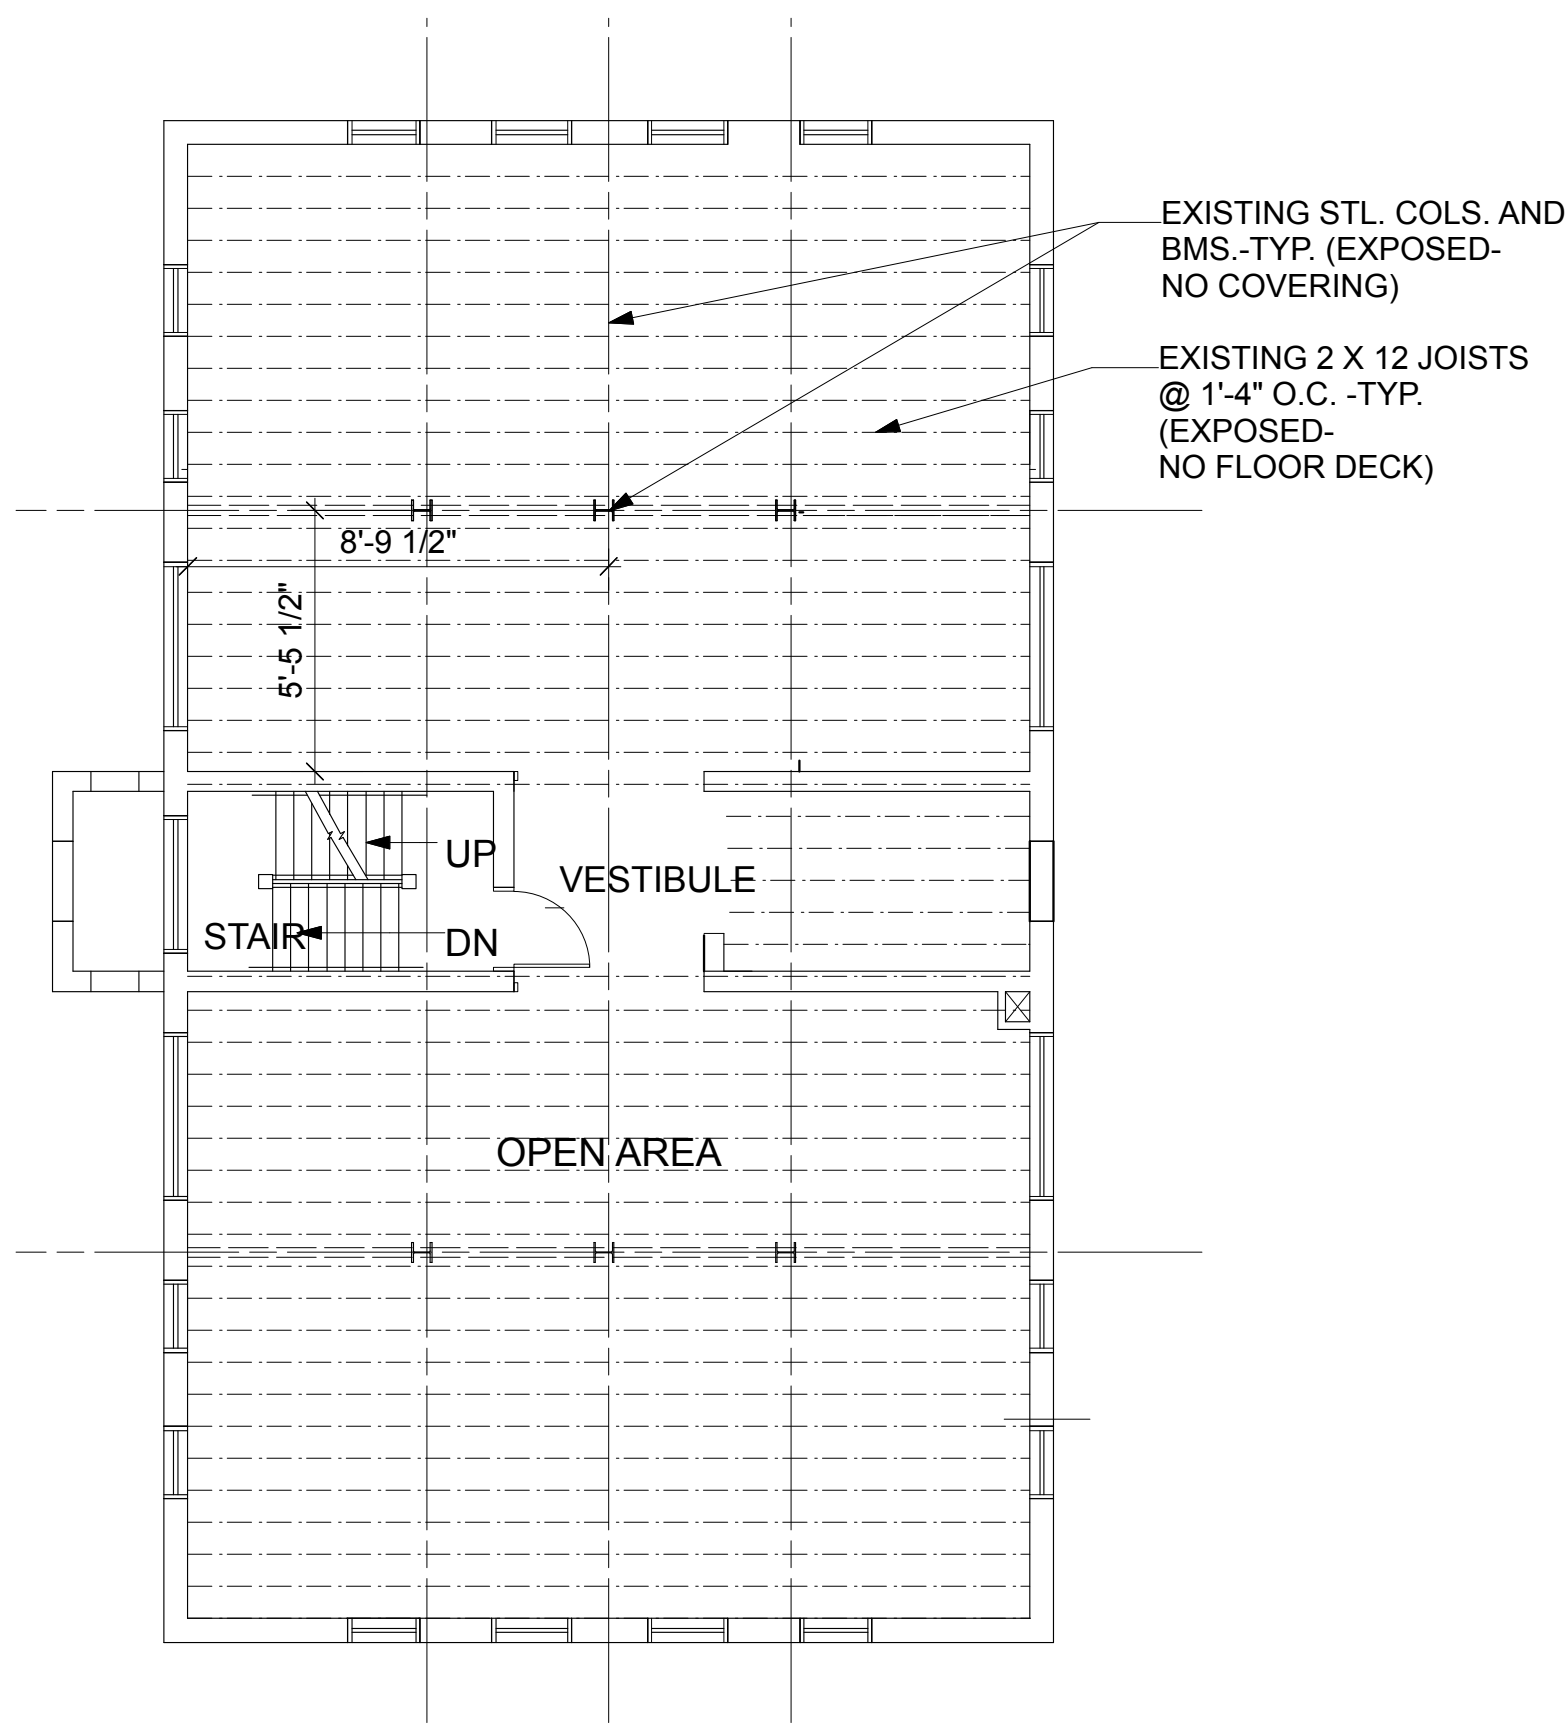 EXISTING STL. COLS. AND
BMS.-TYP. (EXPOSED-
NO COVERING)
EXISTING 2 X 12 JOISTS
@ 1'-4" O.C. -TYP.
(EXPOSED-
NO FLOOR DECK)
8'-9 1/2"
5'-5 1/2"
UP
VESTIBULE
STAIR
DN
OPEN AREA